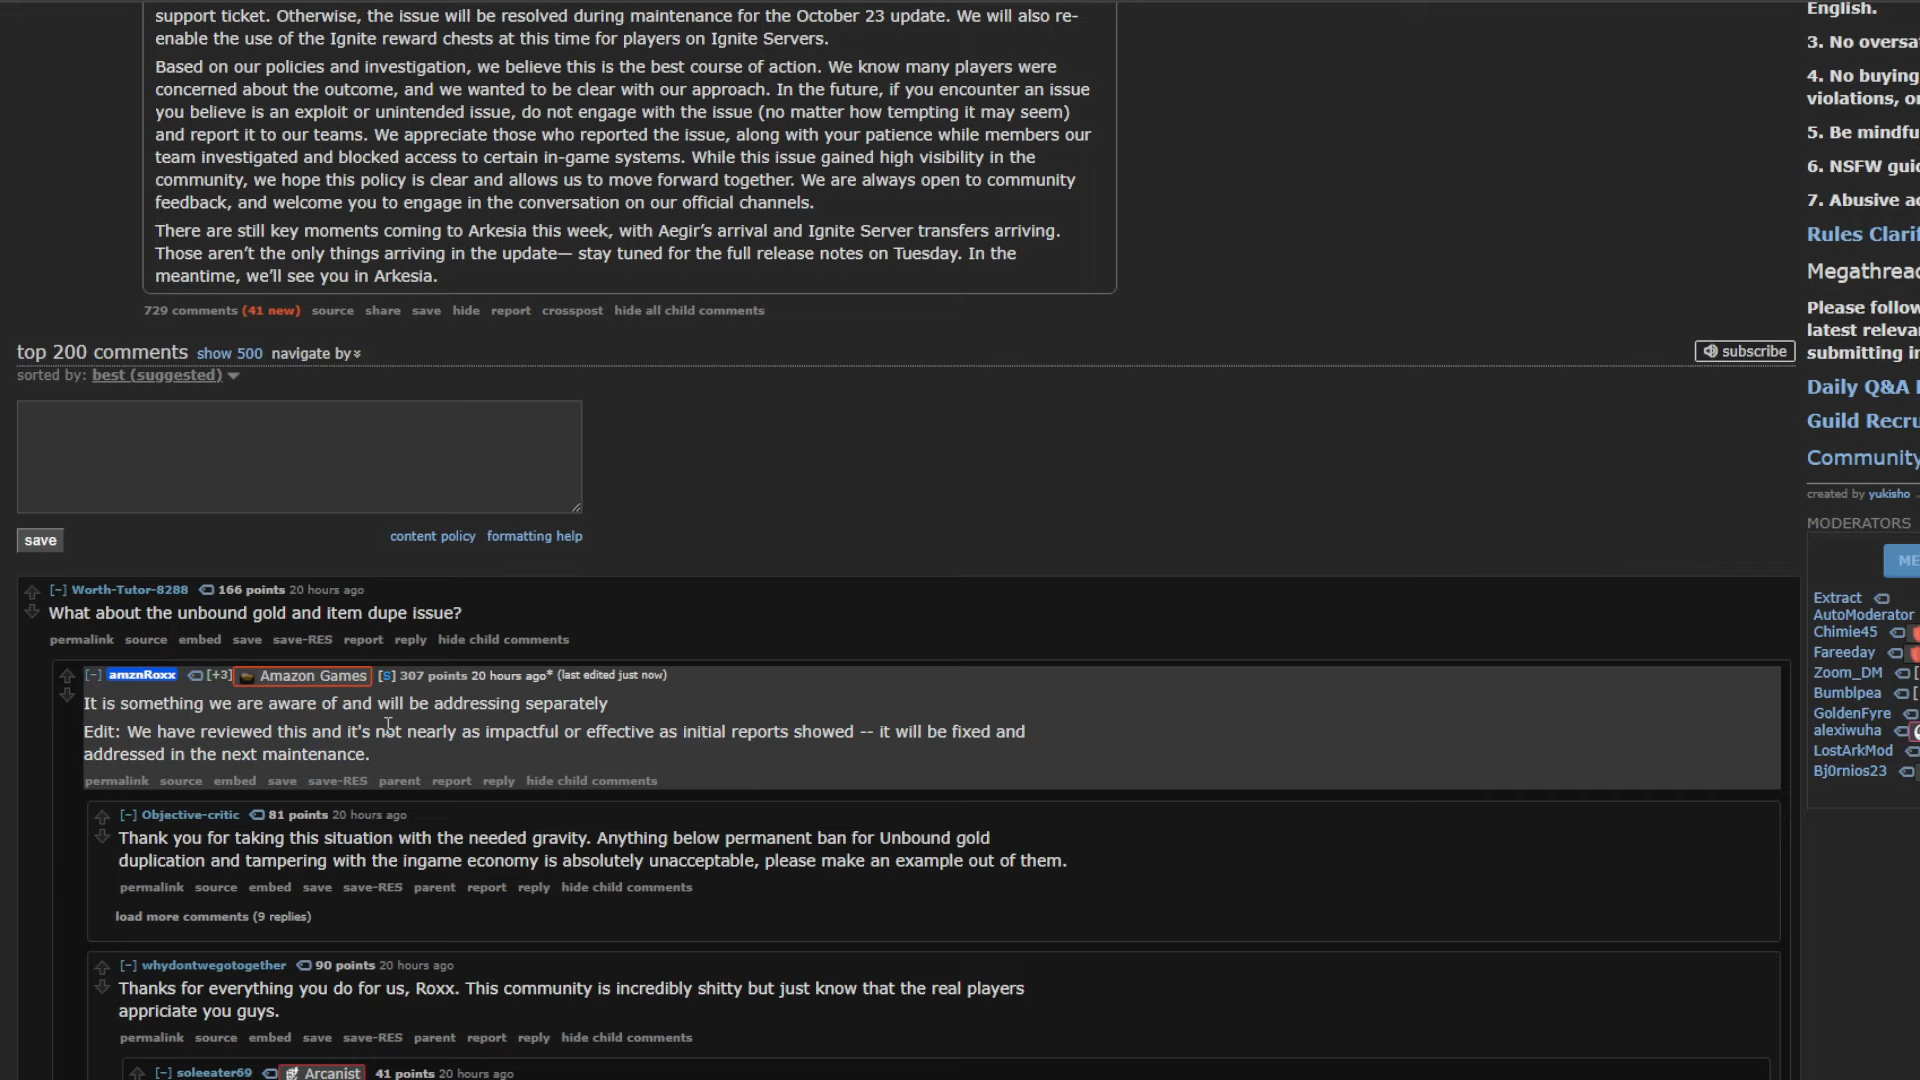 support ticket. Otherwise, the issue will be resolved during maintenance for the October 23 update. We will also re-
enable the use of the Ignite reward chests at this time for players on Ignite Servers.
Based on our policies and investigation, we believe this is the best course of action. We know many players were
concerned about the outcome, and we wanted to be clear with our approach. In the future, if you encounter an issue
you believe is an exploit or unintended issue, do not engage with the issue (no matter how tempting it may seem)
and report it to our teams. We appreciate those who reported the issue, along with your patience while members our
team investigated and blocked access to certain in-game systems. While this issue gained high visibility in the
community, we hope this policy is clear and allows us to move forward together. We are always open to community
feedback, and welcome you to engage in the conversation on our official channels.
There are still key moments coming to Arkesia this week, with Aegir's arrival and Ignite Server transfers arriving.
Those aren't the only things arriving in the update— stay tuned for the full release notes on Tuesday. In the
meantime, we'll see you in Arkesia.
729 comments (41 new) source share save hide report crosspost hide all child comments
top 200 comments show 500 navigate by
subscribe
sorted by: best (suggested)
save
content policy formatting help
[-] Worth-Tutor-8288 166 points 20 hours ago
What about the unbound gold and item dupe issue?
permalink source embed save save-RES report reply hide child comments
[-] amznRoxx [+3] Amazon Games [S] 307 points 20 hours ago* (last edited just now)
It is something we are aware of and will be addressing separately
Edit: We have reviewed this and it's not nearly as impactful or effective as initial reports showed -- it will be fixed and
addressed in the next maintenance.
permalink source embed save save-RES parent report reply hide child comments
[-] Objective-critic 81 points 20 hours ago
Thank you for taking this situation with the needed gravity. Anything below permanent ban for Unbound gold
duplication and tampering with the ingame economy is absolutely unacceptable, please make an example out of them.
permalink source embed save save-RES parent report reply hide child comments
load more comments (9 replies)
[-] whydontwegotogether 90 points 20 hours ago
Thanks for everything you do for us, Roxx. This community is incredibly shitty but just know that the real players
appriciate you guys.
permalink source embed save save-RES parent report reply hide child comments
[-] soleeater69 Arcanist 41 points 20 hours ago
English.
3. No oversa
4. No buying
violations, o
5. Be mindfu
6. NSFW gui
7. Abusive a
Rules Clari
Megathread
Please follow
latest releva
submitting i
Daily Q&A
Guild Recru
Community
created by yukisho
MODERATORS
ME
Extract
AutoModerator
Chimie45
Fareeday
Zoom_DM
Bumblpea
GoldenFyre
alexiwuha
LostArkMod
Bj0rnios23